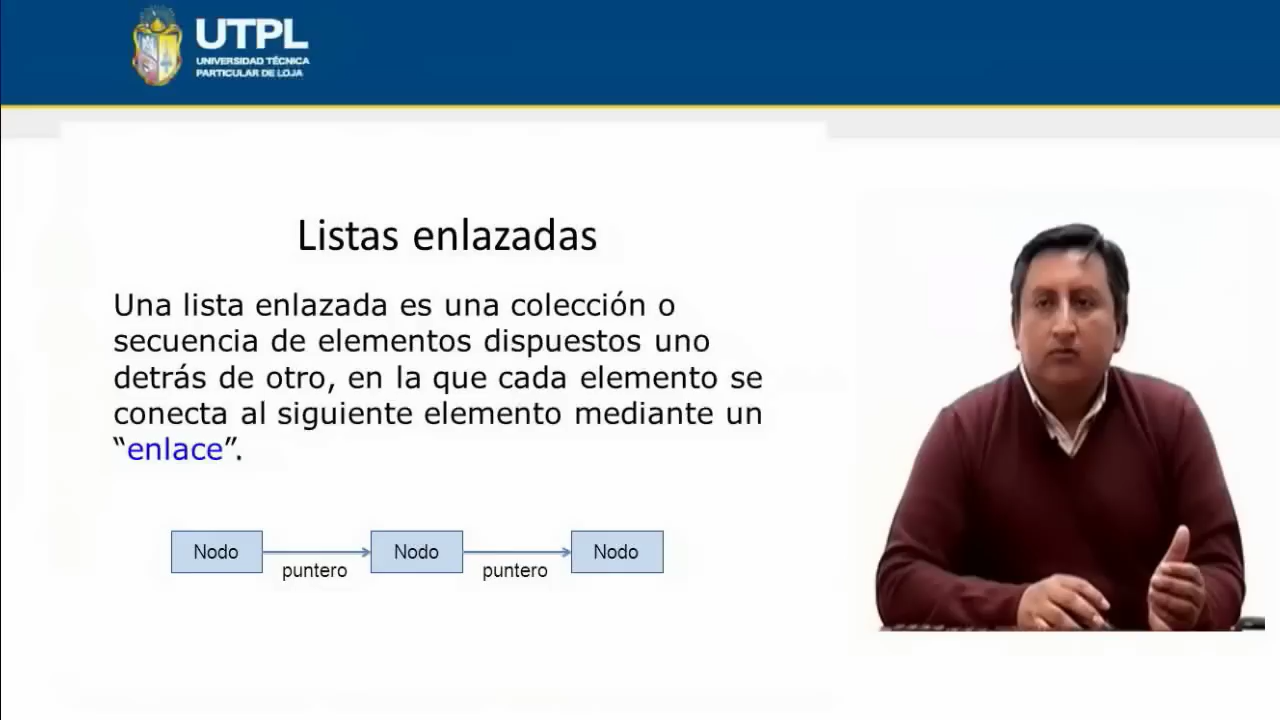 UTPL
UNIVERSIDAD TÉCNICA
PARTICULAR DE LOJA
Listas enlazadas
Una lista enlazada es una colección o
secuencia de elementos dispuestos uno
detrás de otro, en la que cada elemento se
conecta al siguiente elemento mediante un
“enlace”.
Nodo
puntero
Nodo
puntero
Nodo